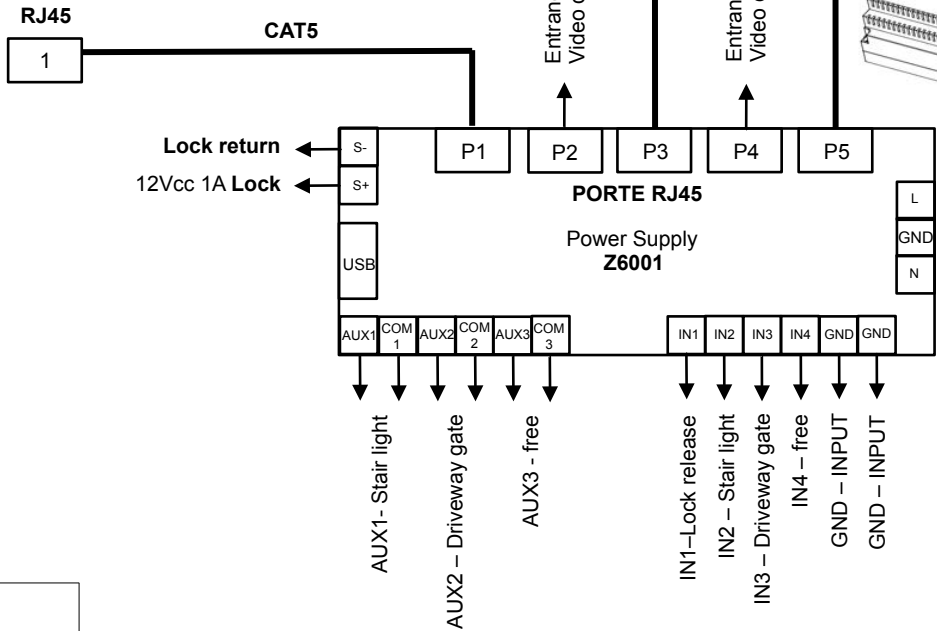 RJ45
1
CAT5
Video
Lock return
12Vcc 1A Lock
S-
S+
USB
P1
P2
P3
P4
P5
PORTE RJ45
Power Supply
Z6001
L
GND
N
AUX1
COM
1
AUX2
COM
2
AUX3
COM
3
IN1
IN2
IN3
IN4
GND
GND
AUX1- Stair light
AUX2 – Driveway gate
AUX3 - free
IN1–Lock release
IN2 – Stair light
IN3 – Driveway gate
IN4 – free
GND – INPUT
GND – INPUT
Video